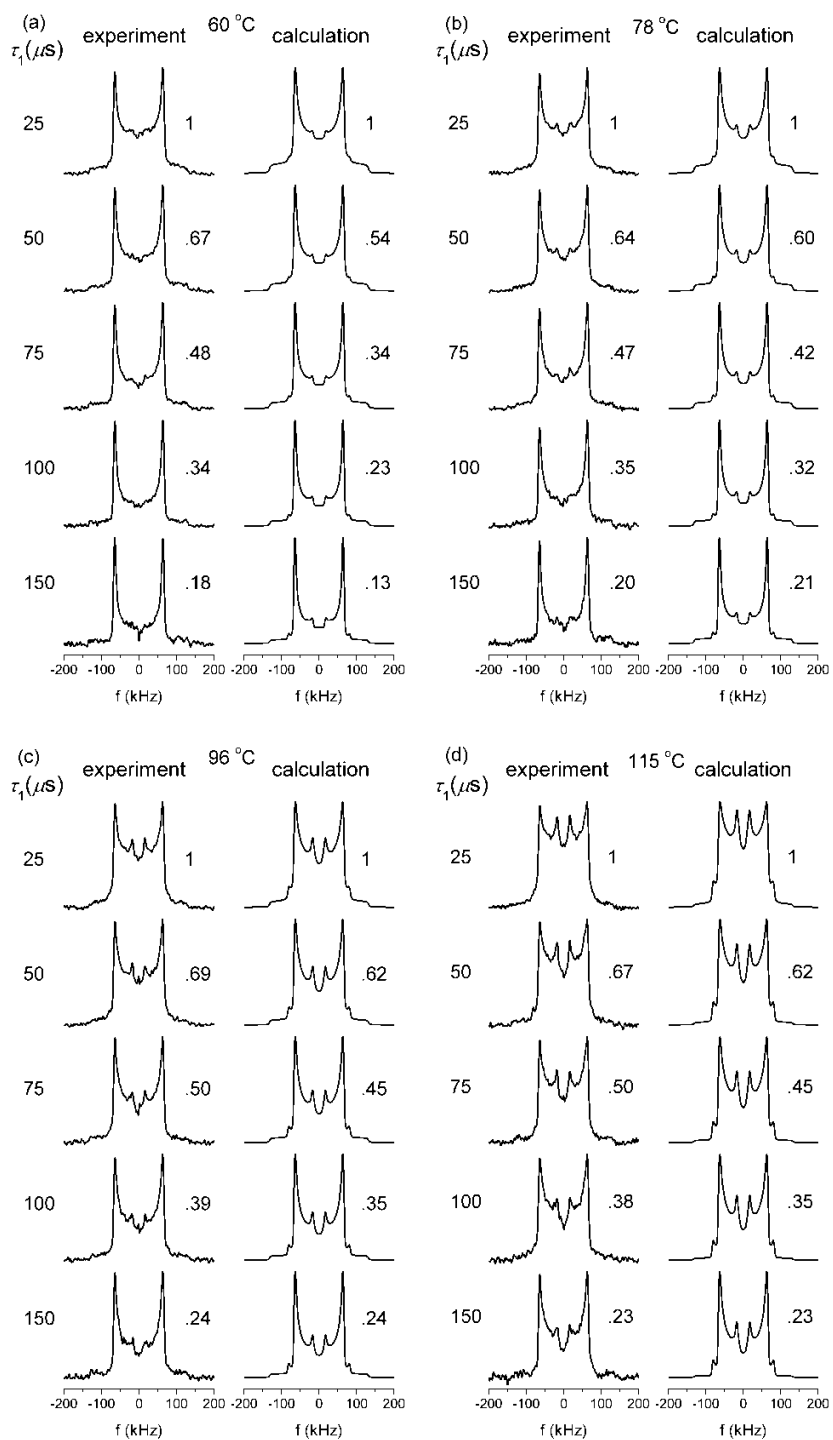 (a) experiment 60 °C calculation
τ₁(μs)
25 1 1
50 .67 .54
75 .48 .34
100 .34 .23
150 .18 .13
-200 -100 0 100 200 -200 -100 0 100 200
f (kHz) f (kHz)
(b) experiment 78 °C calculation
τ₁(μs)
25 1 1
50 .64 .60
75 .47 .42
100 .35 .32
150 .20 .21
-200 -100 0 100 200 -200 -100 0 100 200
f (kHz) f (kHz)
(c) experiment 96 °C calculation
τ₁(μs)
25 1 1
50 .69 .62
75 .50 .45
100 .39 .35
150 .24 .24
-200 -100 0 100 200 -200 -100 0 100 200
f (kHz) f (kHz)
(d) experiment 115 °C calculation
τ₁(μs)
25 1 1
50 .67 .62
75 .50 .45
100 .38 .35
150 .23 .23
-200 -100 0 100 200 -200 -100 0 100 200
f (kHz) f (kHz)